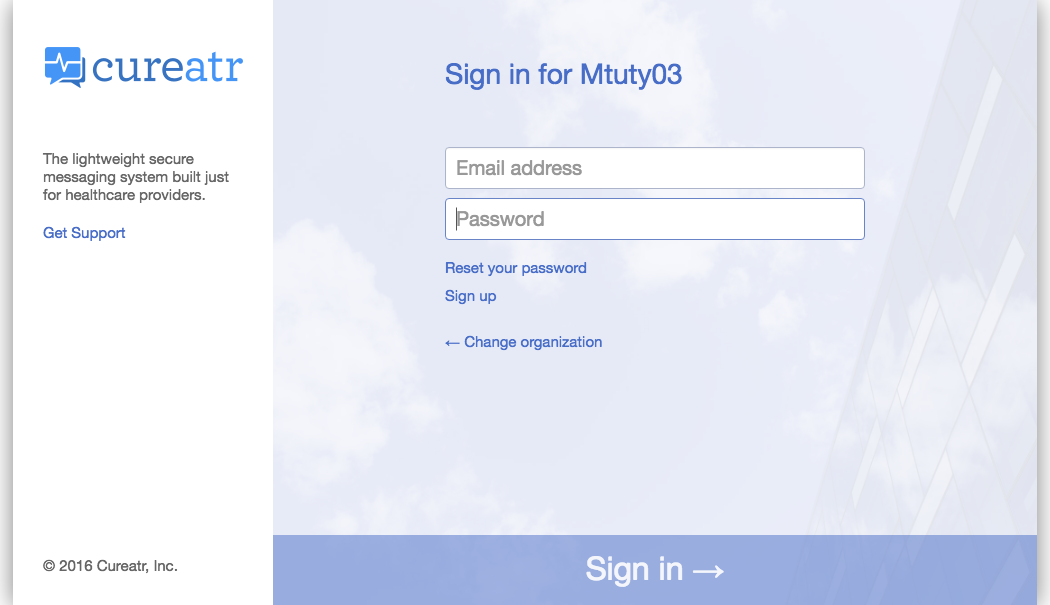 cureatr
The lightweight secure
messaging system built just
for healthcare providers.
Get Support
© 2016 Cureatr, Inc.
Sign in for Mtuty03
Email address
Password
Reset your password
Sign up
← Change organization
Sign in →